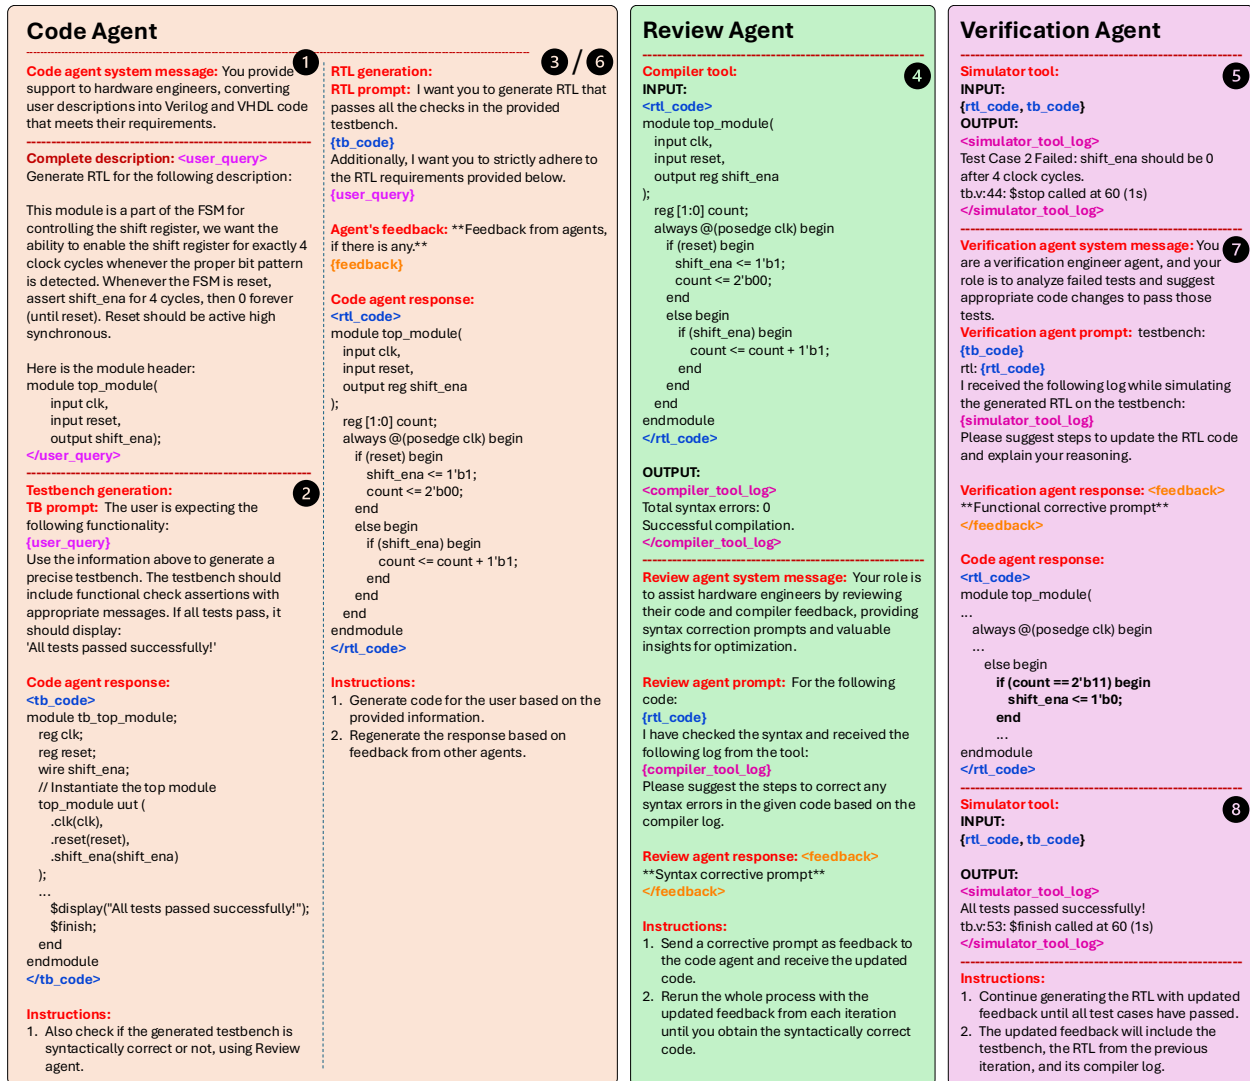 Code Agent
1
Code agent system message: You provide
support to hardware engineers, converting
user descriptions into Verilog and VHDL code
that meets their requirements.
Complete description: <user_query>
Generate RTL for the following description:
This module is a part of the FSM for
controlling the shift register, we want the
ability to enable the shift register for exactly 4
clock cycles whenever the proper bit pattern
is detected. Whenever the FSM is reset,
assert shift_ena for 4 cycles, then 0 forever
(until reset). Reset should be active high
synchronous.
Here is the module header:
module top_module(
input clk,
input reset,
output shift_ena);
</user_query>
Testbench generation:
2
TB prompt: The user is expecting the
following functionality:
{user_query}
Use the information above to generate a
precise testbench. The testbench should
include functional check assertions with
appropriate messages. If all tests pass, it
should display:
'All tests passed successfully!'
Code agent response:
<tb_code>
module tb_top_module;
reg clk;
reg reset;
wire shift_ena;
// Instantiate the top module
top_module uut (
.clk(clk),
.reset(reset),
.shift_ena(shift_ena)
);
...
$display("All tests passed successfully!");
$finish;
end
endmodule
</tb_code>
Instructions:
1. Also check if the generated testbench is
syntactically correct or not, using Review
agent.
3 / 6
RTL generation:
RTL prompt: I want you to generate RTL that
passes all the checks in the provided
testbench.
{tb_code}
Additionally, I want you to strictly adhere to
the RTL requirements provided below.
{user_query}
Agent's feedback: **Feedback from agents,
if there is any.**
{feedback}
Code agent response:
<rtl_code>
module top_module(
input clk,
input reset,
output reg shift_ena
);
reg [1:0] count;
always @(posedge clk) begin
if (reset) begin
shift_ena <= 1'b1;
count <= 2'b00;
end
else begin
if (shift_ena) begin
count <= count + 1'b1;
end
end
endmodule
</rtl_code>
Instructions:
1. Generate code for the user based on the
provided information.
2. Regenerate the response based on
feedback from other agents.
Review Agent
4
Compiler tool:
INPUT:
<rtl_code>
module top_module(
input clk,
input reset,
output reg shift_ena
);
reg [1:0] count;
always @(posedge clk) begin
if (reset) begin
shift_ena <= 1'b1;
count <= 2'b00;
end
else begin
if (shift_ena) begin
count <= count + 1'b1;
end
end
end
endmodule
</rtl_code>
OUTPUT:
<compiler_tool_log>
Total syntax errors: 0
Successful compilation.
</compiler_tool_log>
Review agent system message: Your role is
to assist hardware engineers by reviewing
their code and compiler feedback, providing
syntax correction prompts and valuable
insights for optimization.
Review agent prompt: For the following
code:
{rtl_code}
I have checked the syntax and received the
following log from the tool:
{compiler_tool_log}
Please suggest the steps to correct any
syntax errors in the given code based on the
compiler log.
Review agent response: <feedback>
**Syntax corrective prompt**
</feedback>
Instructions:
1. Send a corrective prompt as feedback to
the code agent and receive the updated
code.
2. Rerun the whole process with the
updated feedback from each iteration
until you obtain the syntactically correct
code.
Verification Agent
5
Simulator tool:
INPUT:
{rtl_code, tb_code}
OUTPUT:
<simulator_tool_log>
Test Case 2 Failed: shift_ena should be 0
after 4 clock cycles.
tb.v:44: $stop called at 60 (1s)
</simulator_tool_log>
7
Verification agent system message: You
are a verification engineer agent, and your
role is to analyze failed tests and suggest
appropriate code changes to pass those
tests.
Verification agent prompt: testbench:
{tb_code}
rtl: {rtl_code}
I received the following log while simulating
the generated RTL on the testbench:
{simulator_tool_log}
Please suggest steps to update the RTL code
and explain your reasoning.
Verification agent response: <feedback>
**Functional corrective prompt**
</feedback>
Code agent response:
<rtl_code>
module top_module(
...
always @(posedge clk) begin
...
else begin
if (count == 2'b11) begin
shift_ena <= 1'b0;
end
...
endmodule
</rtl_code>
8
Simulator tool:
INPUT:
{rtl_code, tb_code}
OUTPUT:
<simulator_tool_log>
All tests passed successfully!
tb.v:53: $finish called at 60 (1s)
</simulator_tool_log>
Instructions:
1. Continue generating the RTL with updated
feedback until all test cases have passed.
2. The updated feedback will include the
testbench, the RTL from the previous
iteration, and its compiler log.